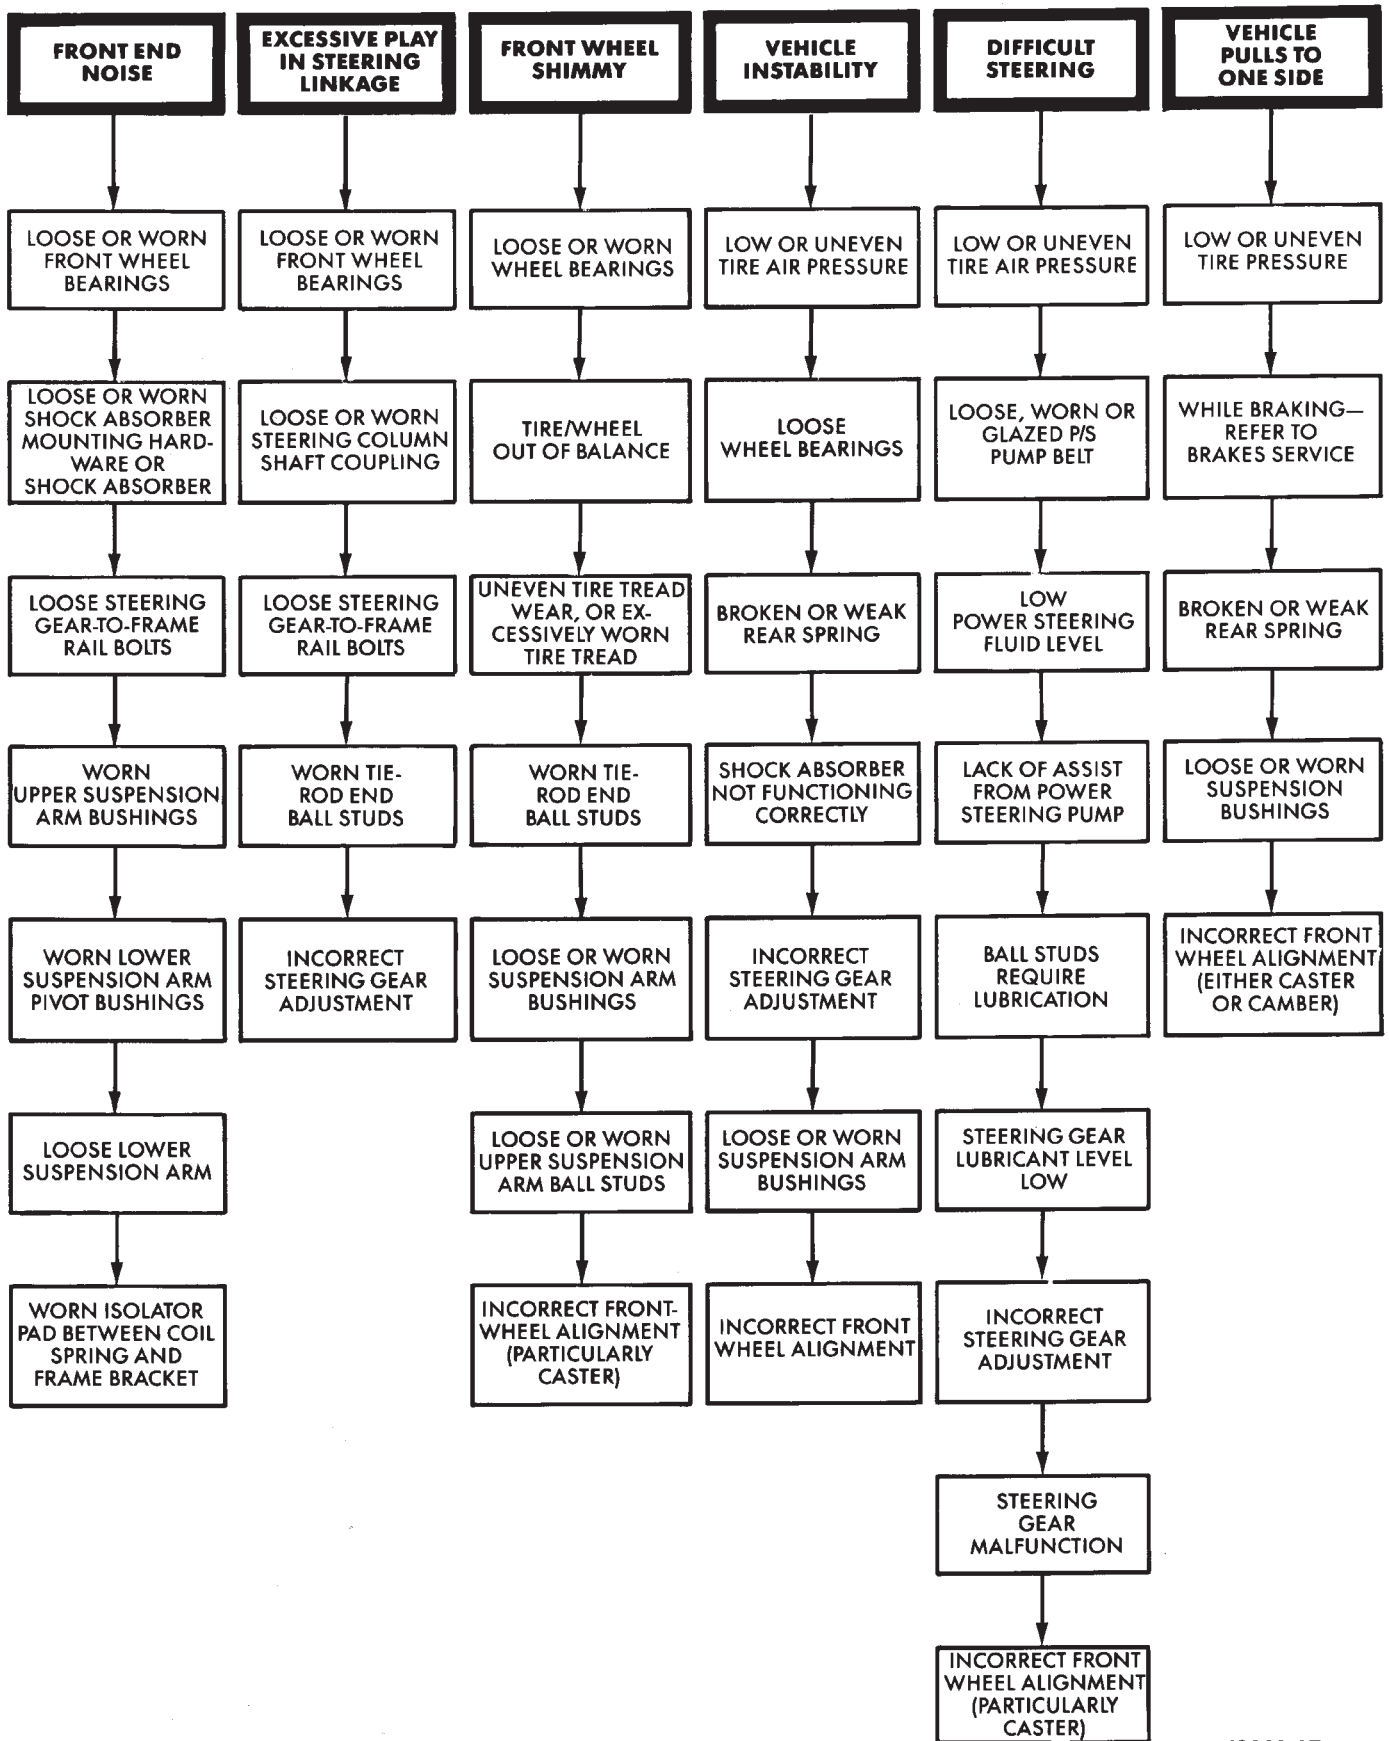 FRONT END
NOISE
LOOSE OR WORN
FRONT WHEEL
BEARINGS
LOOSE OR WORN
SHOCK ABSORBER
MOUNTING HARD-
WARE OR
SHOCK ABSORBER
LOOSE STEERING
GEAR-TO-FRAME
RAIL BOLTS
WORN
UPPER SUSPENSION
ARM BUSHINGS
WORN LOWER
SUSPENSION ARM
PIVOT BUSHINGS
LOOSE LOWER
SUSPENSION ARM
WORN ISOLATOR
PAD BETWEEN COIL
SPRING AND
FRAME BRACKET
EXCESSIVE PLAY
IN STEERING
LINKAGE
LOOSE OR WORN
FRONT WHEEL
BEARINGS
LOOSE OR WORN
STEERING COLUMN
SHAFT COUPLING
LOOSE STEERING
GEAR-TO-FRAME
RAIL BOLTS
WORN TIE-
ROD END
BALL STUDS
INCORRECT
STEERING GEAR
ADJUSTMENT
FRONT WHEEL
SHIMMY
LOOSE OR WORN
WHEEL BEARINGS
TIRE/WHEEL
OUT OF BALANCE
UNEVEN TIRE TREAD
WEAR, OR EX-
CESSIVELY WORN
TIRE TREAD
WORN TIE-
ROD END
BALL STUDS
LOOSE OR WORN
SUSPENSION ARM
BUSHINGS
LOOSE OR WORN
UPPER SUSPENSION
ARM BALL STUDS
INCORRECT FRONT-
WHEEL ALIGNMENT
(PARTICULARLY
CASTER)
VEHICLE
INSTABILITY
LOW OR UNEVEN
TIRE AIR PRESSURE
LOOSE
WHEEL BEARINGS
BROKEN OR WEAK
REAR SPRING
SHOCK ABSORBER
NOT FUNCTIONING
CORRECTLY
INCORRECT
STEERING GEAR
ADJUSTMENT
LOOSE OR WORN
SUSPENSION ARM
BUSHINGS
INCORRECT FRONT
WHEEL ALIGNMENT
DIFFICULT
STEERING
LOW OR UNEVEN
TIRE AIR PRESSURE
LOOSE, WORN OR
GLAZED P/S
PUMP BELT
LOW
POWER STEERING
FLUID LEVEL
LACK OF ASSIST
FROM POWER
STEERING PUMP
BALL STUDS
REQUIRE
LUBRICATION
STEERING GEAR
LUBRICANT LEVEL
LOW
INCORRECT
STEERING GEAR
ADJUSTMENT
STEERING
GEAR
MALFUNCTION
INCORRECT FRONT
WHEEL ALIGNMENT
(PARTICULARLY
CASTER)
VEHICLE
PULLS TO
ONE SIDE
LOW OR UNEVEN
TIRE PRESSURE
WHILE BRAKING—
REFER TO
BRAKES SERVICE
BROKEN OR WEAK
REAR SPRING
LOOSE OR WORN
SUSPENSION
BUSHINGS
INCORRECT FRONT
WHEEL ALIGNMENT
(EITHER CASTER
OR CAMBER)